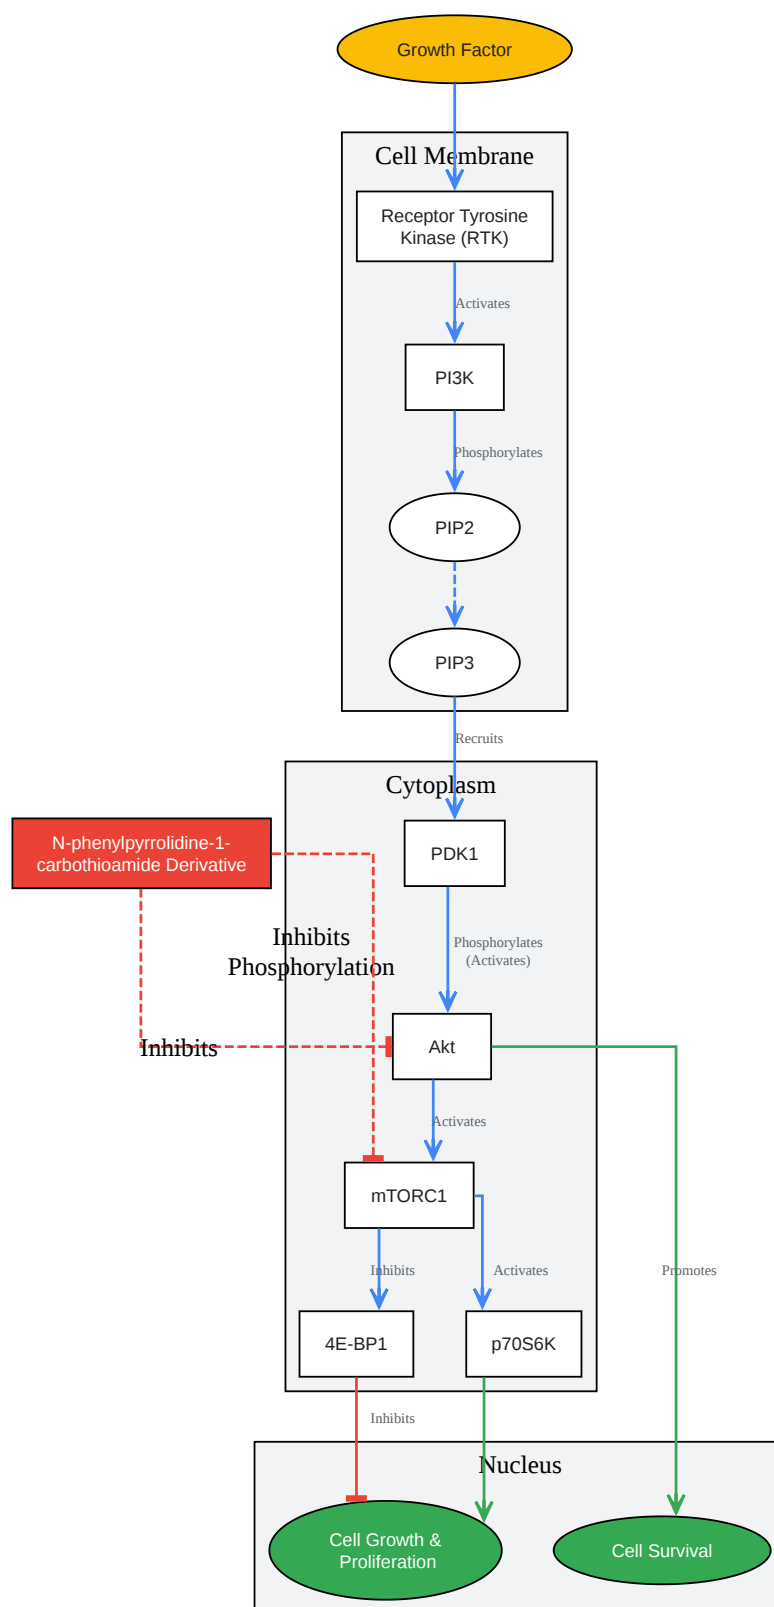 Growth Factor
Cell Membrane
Receptor Tyrosine
Kinase (RTK)
Activates
PI3K
Phosphorylates
PIP2
PIP3
Recruits
Cytoplasm
N-phenylpyrrolidine-1-
carbothioamide Derivative
PDK1
Inhibits
Phosphorylation
Phosphorylates
(Activates)
Inhibits
Akt
Activates
mTORC1
Inhibits
Activates
Promotes
4E-BP1
p70S6K
Inhibits
Nucleus
Cell Growth &
Proliferation
Cell Survival